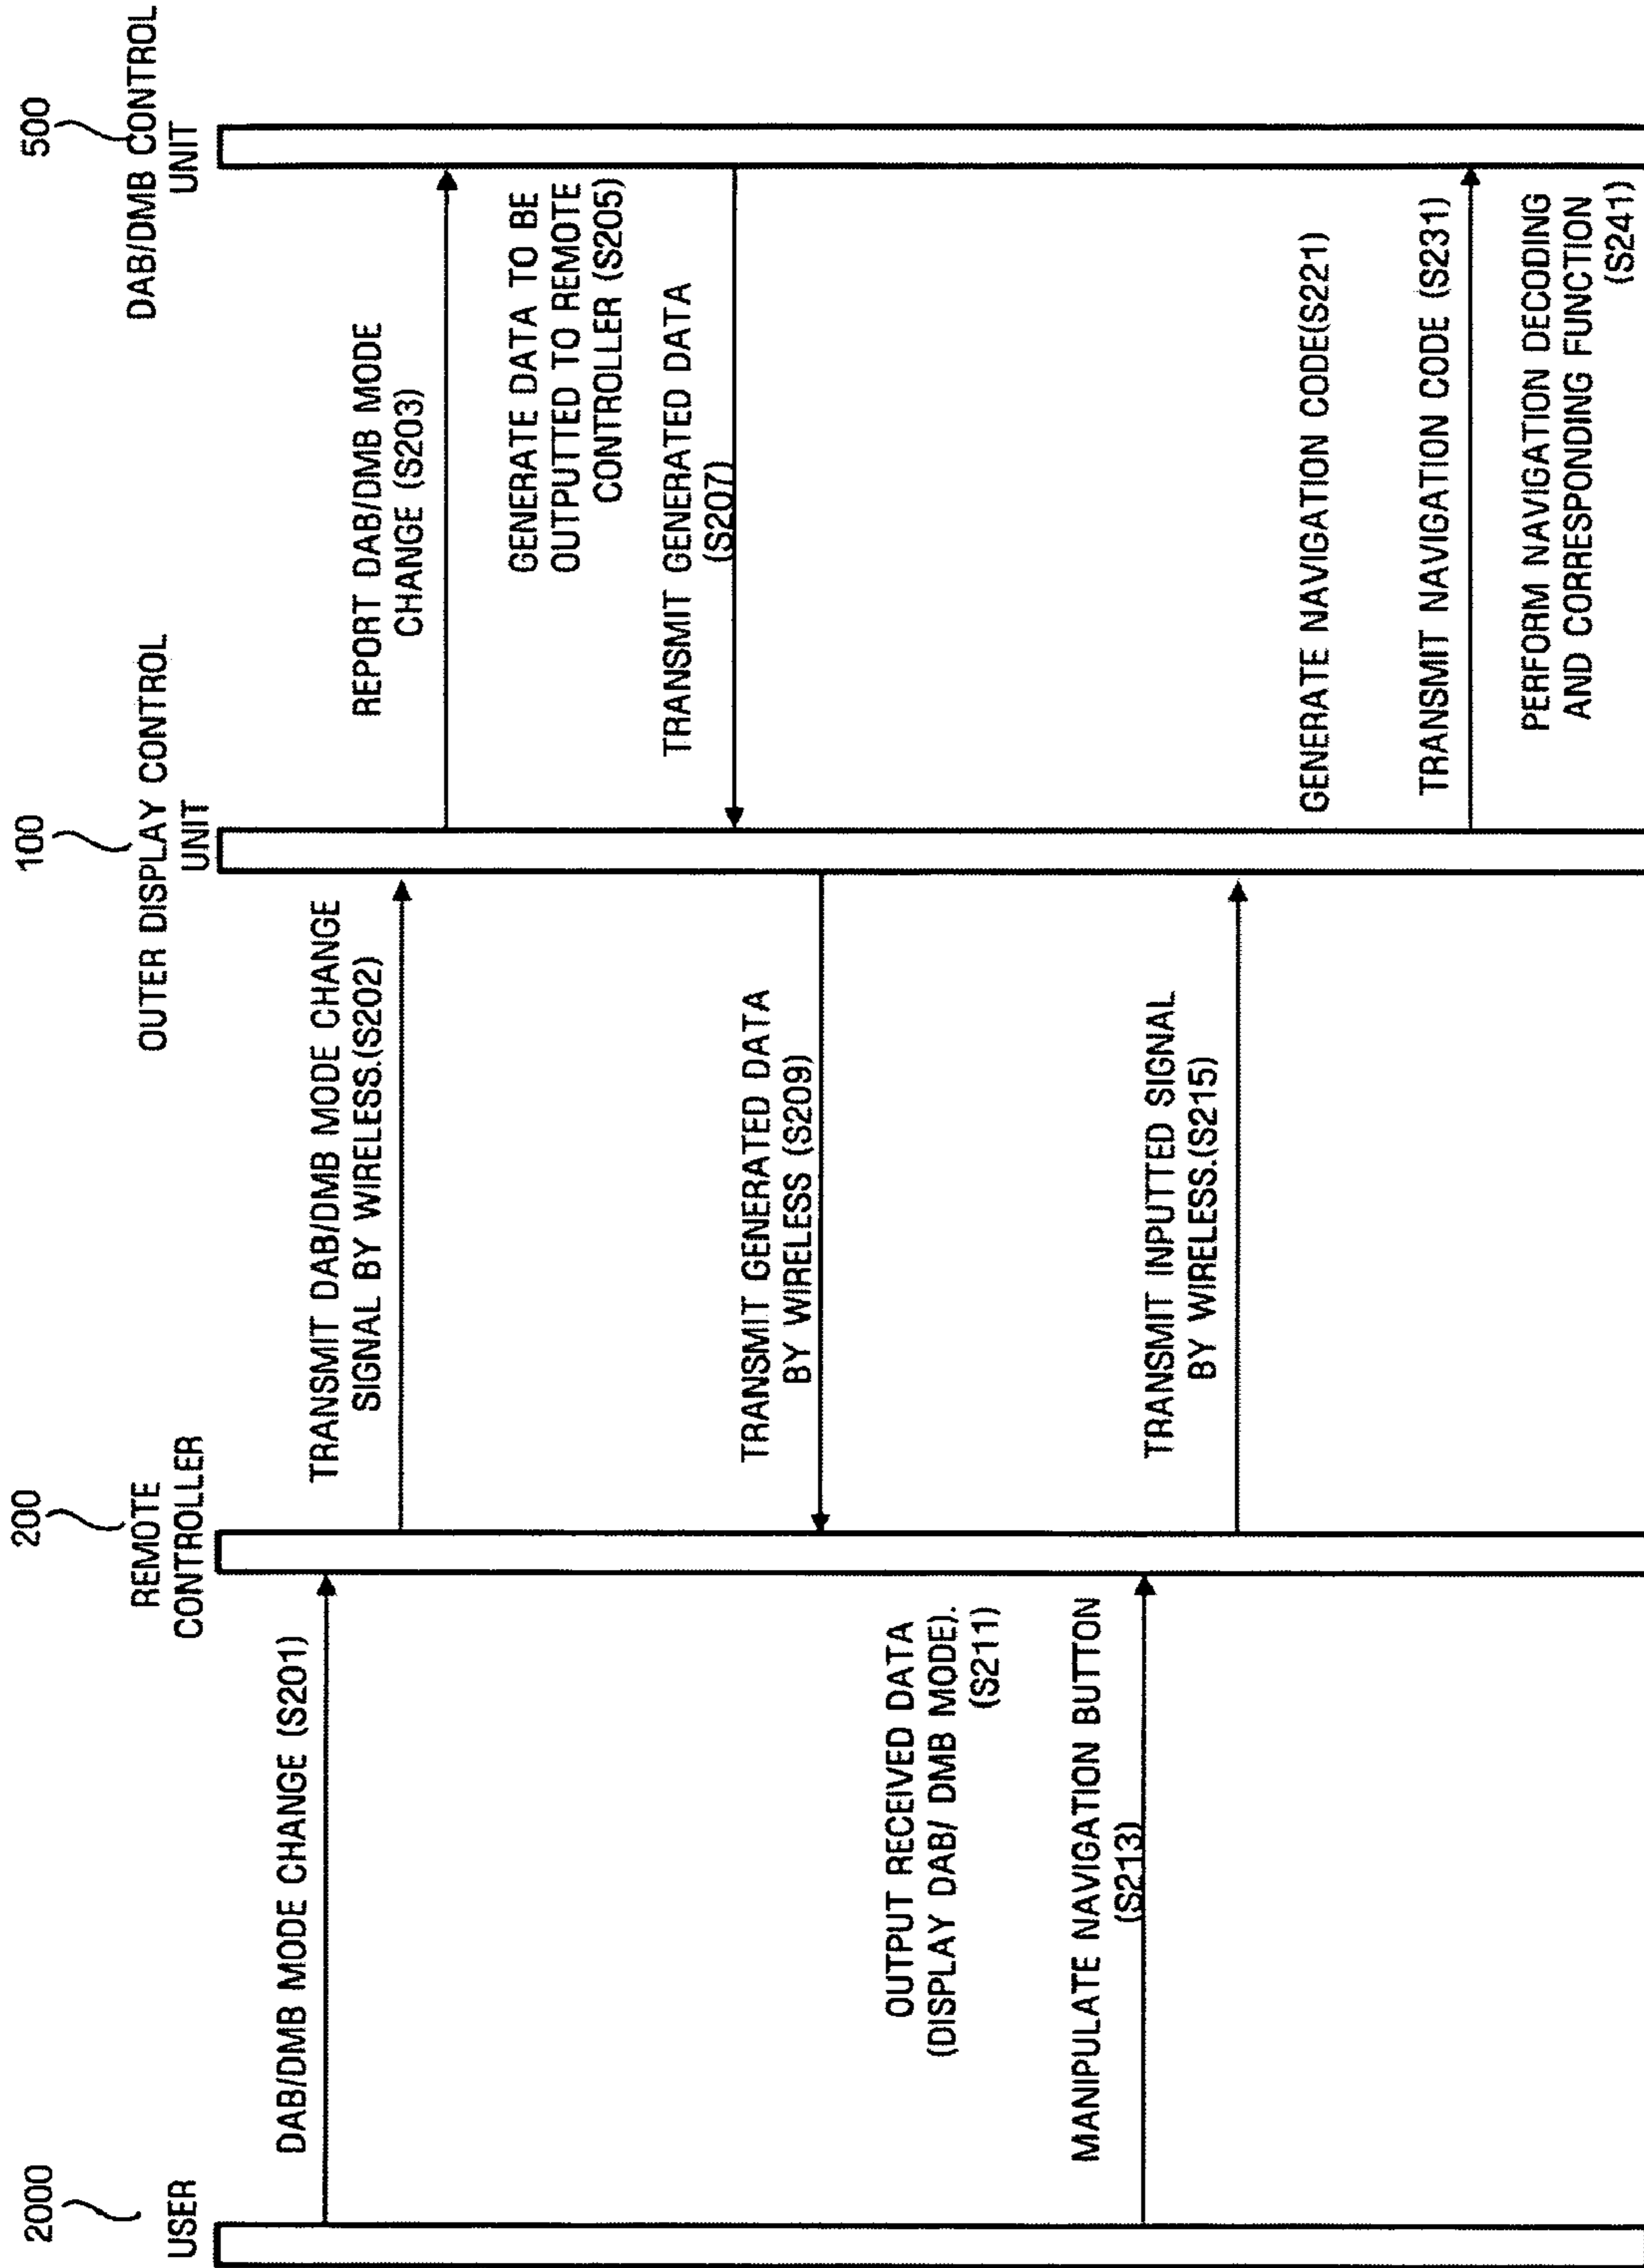 2000
USER
200
REMOTE
CONTROLLER
100
OUTER DISPLAY CONTROL
UNIT
500
DAB/DMB CONTROL
UNIT
DAB/DMB MODE CHANGE (S201)
TRANSMIT DAB/DMB MODE CHANGE
SIGNAL BY WIRELESS.(S202)
REPORT DAB/DMB MODE
CHANGE (S203)
GENERATE DATA TO BE
OUTPUTTED TO REMOTE
CONTROLLER (S205)
TRANSMIT GENERATED DATA
(S207)
TRANSMIT GENERATED DATA
BY WIRELESS (S209)
OUTPUT RECEIVED DATA
(DISPLAY DAB/ DMB MODE).
(S211)
MANIPULATE NAVIGATION BUTTON
(S213)
TRANSMIT INPUTTED SIGNAL
BY WIRELESS.(S215)
GENERATE NAVIGATION CODE(S221)
TRANSMIT NAVIGATION CODE (S231)
PERFORM NAVIGATION DECODING
AND CORRESPONDING FUNCTION
(S241)